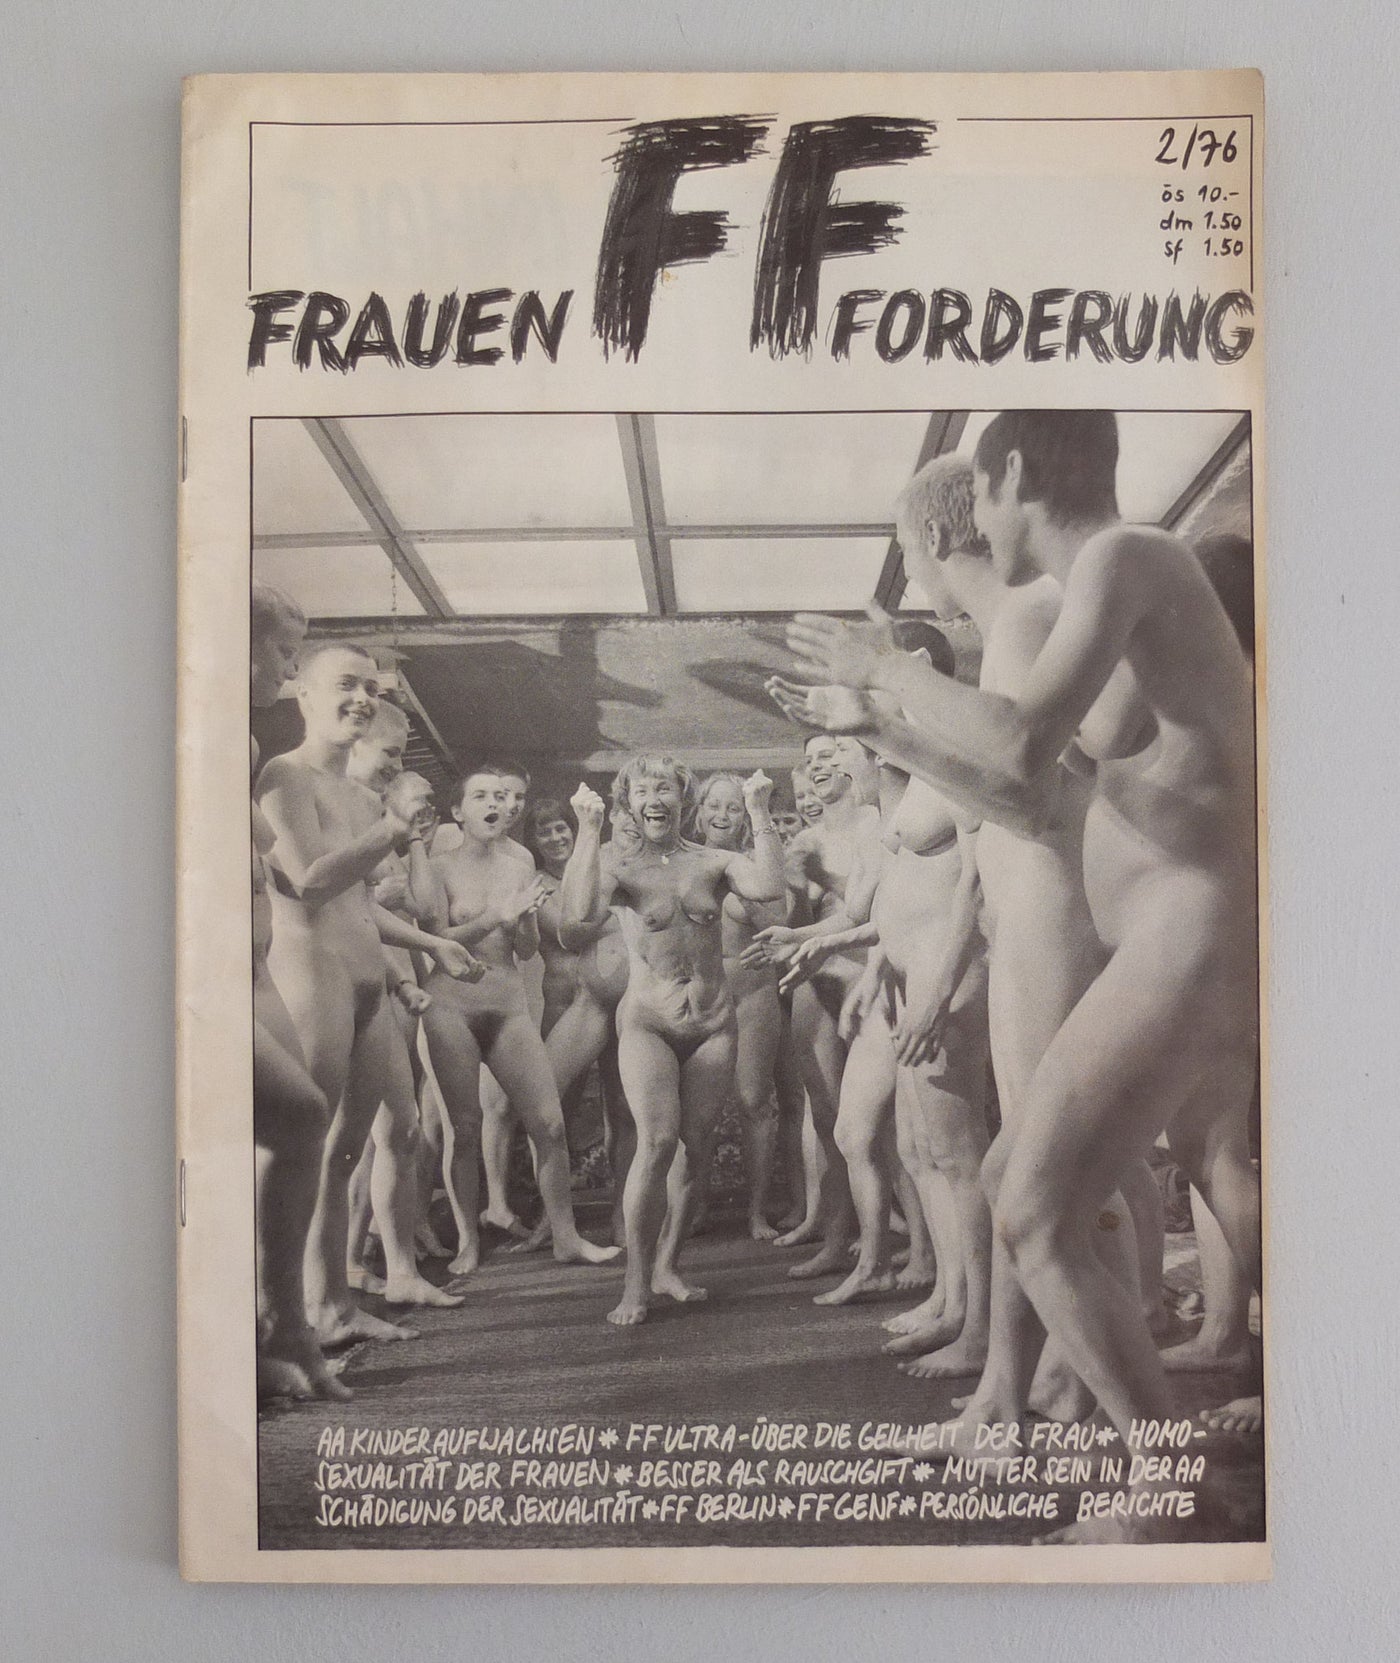 FF
2/76
ös 10.-
dm 1.50
sf 1.50
FRAUEN FORDERUNG
AA KINDERAUFWACHSEN * FF ULTRA-ÜBER DIE GEILHEIT DER FRAU * HOMO-
SEXUALITÄT DER FRAUEN * BESSER ALS RAUSCHGIFT * MUTTER SEIN IN DER AA
SCHÄDIGUNG DER SEXUALITÄT * FF BERLIN * FF GENF * PERSÖNLICHE BERICHTE